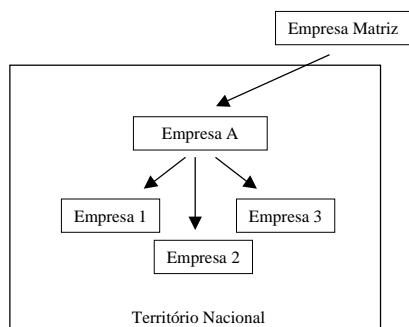 Empresa Matriz
Empresa A
Empresa 1
Empresa 3
Empresa 2
Território Nacional